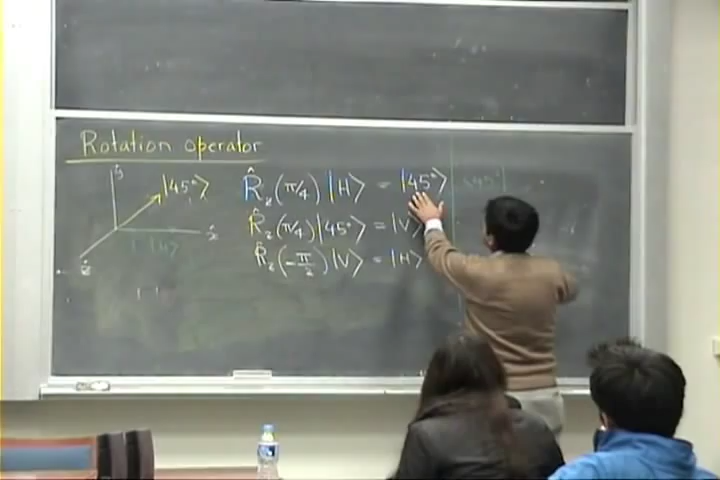 Rotation operator
ŷ
|45°⟩
x̂
R̂z(π/4)|H⟩ = |45°⟩
R̂z(π/4)|45°⟩ = |V⟩
R̂z(-π/2)|V⟩ = |H⟩